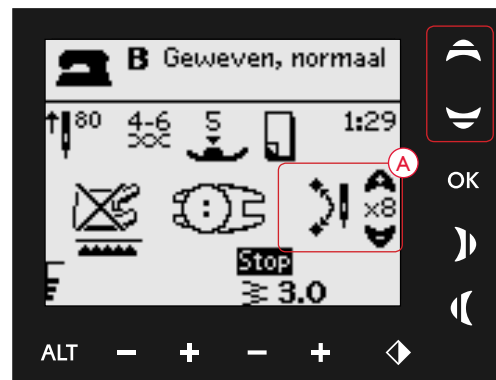 B Geweven, normaal
80 4-6 5 1:29
A
x8
OK
Stop
3.0
ALT - + - +